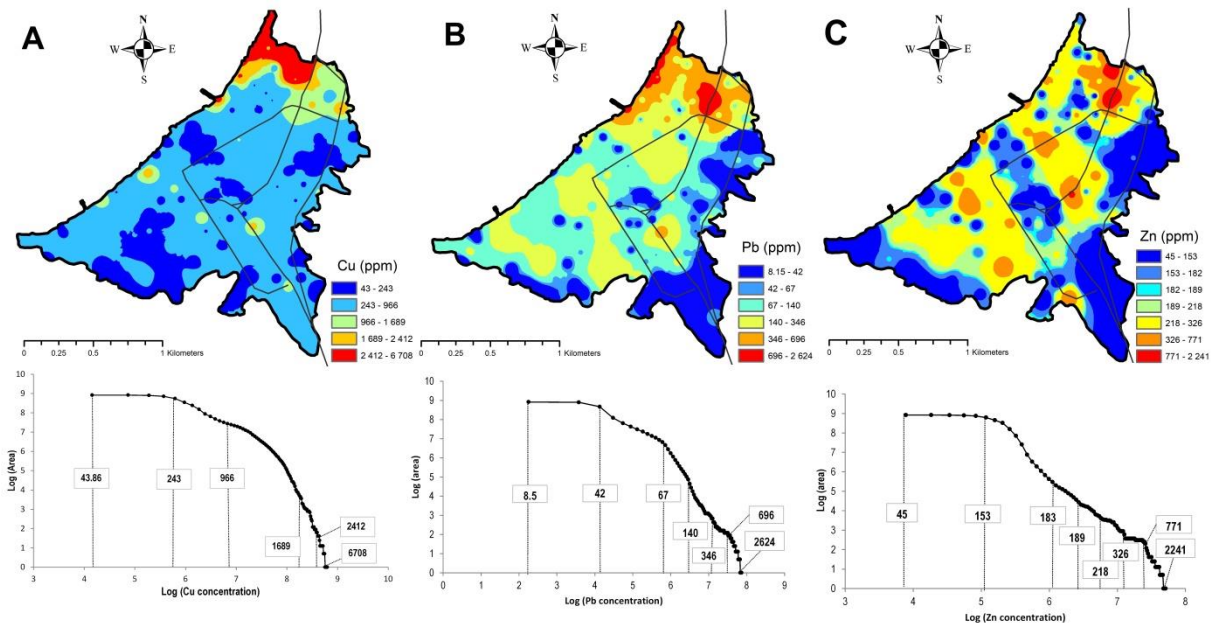 A
N
W E
S
Cu (ppm)
43 - 243
243 - 966
966 - 1 689
1 689 - 2 412
2 412 - 6 708
0 0.25 0.5 1 Kilometers
B
N
W E
S
Pb (ppm)
8.15 - 42
42 - 67
67 - 140
140 - 346
346 - 696
696 - 2 624
0 0.25 0.5 1 Kilometers
C
N
W E
S
Zn (ppm)
45 - 153
153 - 182
182 - 189
189 - 218
218 - 326
326 - 771
771 - 2 241
0 0.25 0.5 1 Kilometers
Log (Area)
10
9
8
7
6
5
4
3
2
1
0
43.86
243
966
1689
2412
6708
3 4 5 6 7 8 9 10
Log (Cu concentration)
Log (area)
10
9
8
7
6
5
4
3
2
1
0
8.5
42
67
140
346
696
2624
0 1 2 3 4 5 6 7 8 9
Log (Pb concentration)
Log (area)
10
9
8
7
6
5
4
3
2
1
0
45
153
183
189
218
326
771
2241
3 4 5 6 7 8
Log (Zn concentration)